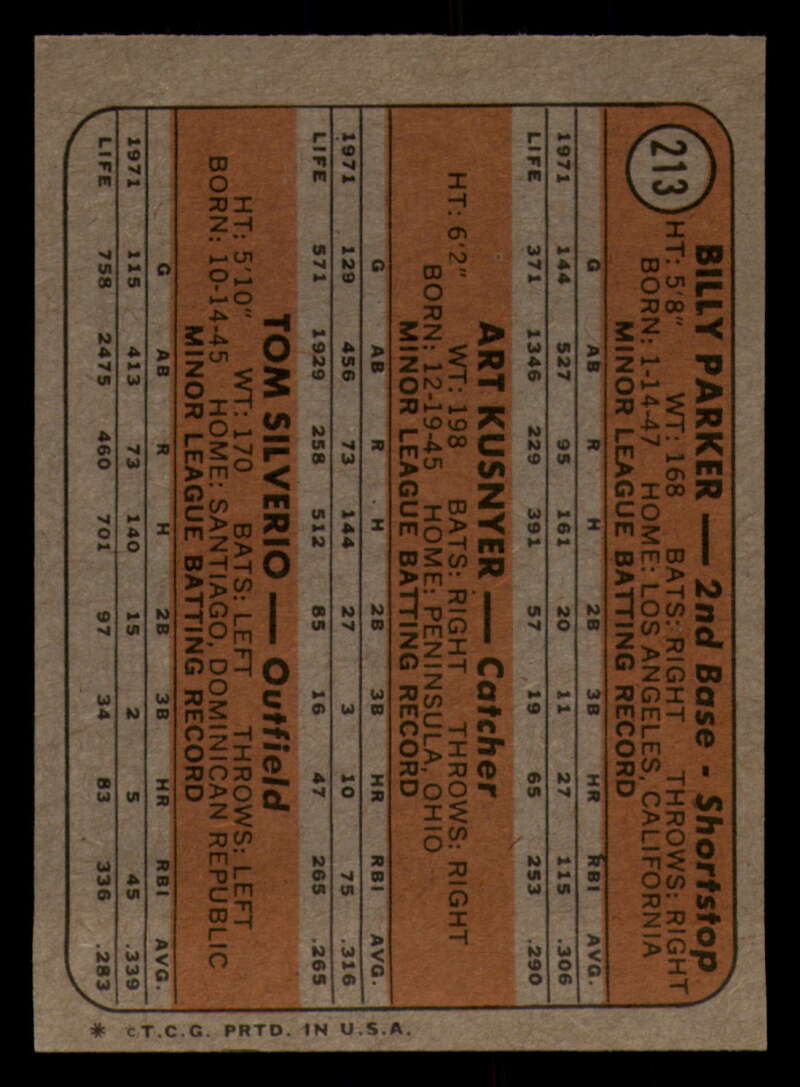 213
BILLY PARKER — 2nd Base - Shortstop
HT: 5'8" WT: 168 BATS: RIGHT THROWS: RIGHT
BORN: 1-14-47 HOME: LOS ANGELES, CALIFORNIA
MINOR LEAGUE BATTING RECORD
G AB R H 2B 3B HR RBI AVG.
1971 144 527 95 161 20 11 27 115 .306
LIFE 371 1346 229 391 57 19 65 253 .290
ART KUSNYER — Catcher
HT: 6'2" WT: 198 BATS: RIGHT THROWS: RIGHT
BORN: 12-19-45 HOME: PENINSULA, OHIO
MINOR LEAGUE BATTING RECORD
G AB R H 2B 3B HR RBI AVG.
1971 129 456 73 144 27 3 10 75 .316
LIFE 571 1929 258 512 85 16 47 265 .265
TOM SILVERIO — Outfield
HT: 5'10" WT: 170 BATS: LEFT THROWS: LEFT
BORN: 10-14-45 HOME: SANTIAGO, DOMINICAN REPUBLIC
MINOR LEAGUE BATTING RECORD
G AB R H 2B 3B HR RBI AVG.
1971 115 413 73 140 15 2 5 45 .339
LIFE 758 2475 460 701 97 34 83 336 .283
* ©T.C.G. PRTD. IN U.S.A.